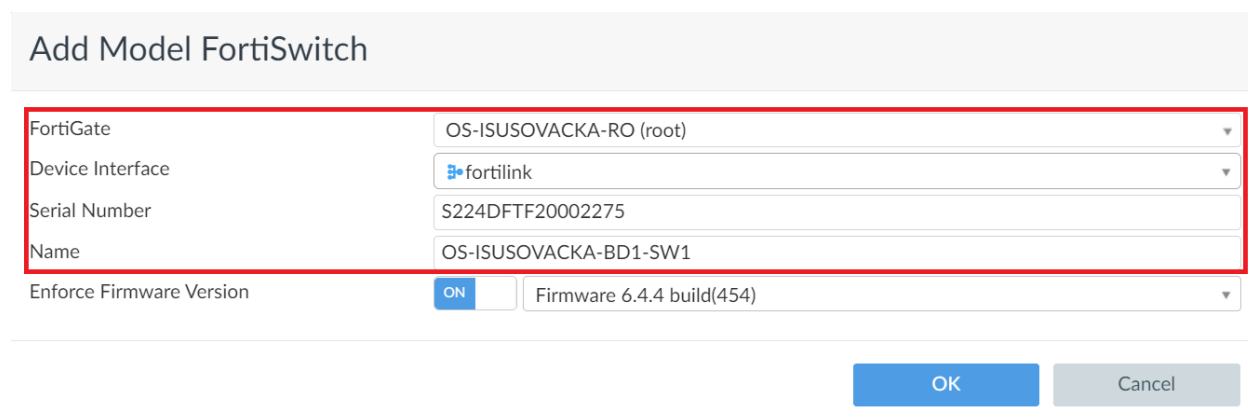 Add Model FortiSwitch
FortiGate OS-ISUSOVACKA-RO (root)
Device Interface fortilink
Serial Number S224DFTF20002275
Name OS-ISUSOVACKA-BD1-SW1
Enforce Firmware Version ON Firmware 6.4.4 build(454)
OK Cancel